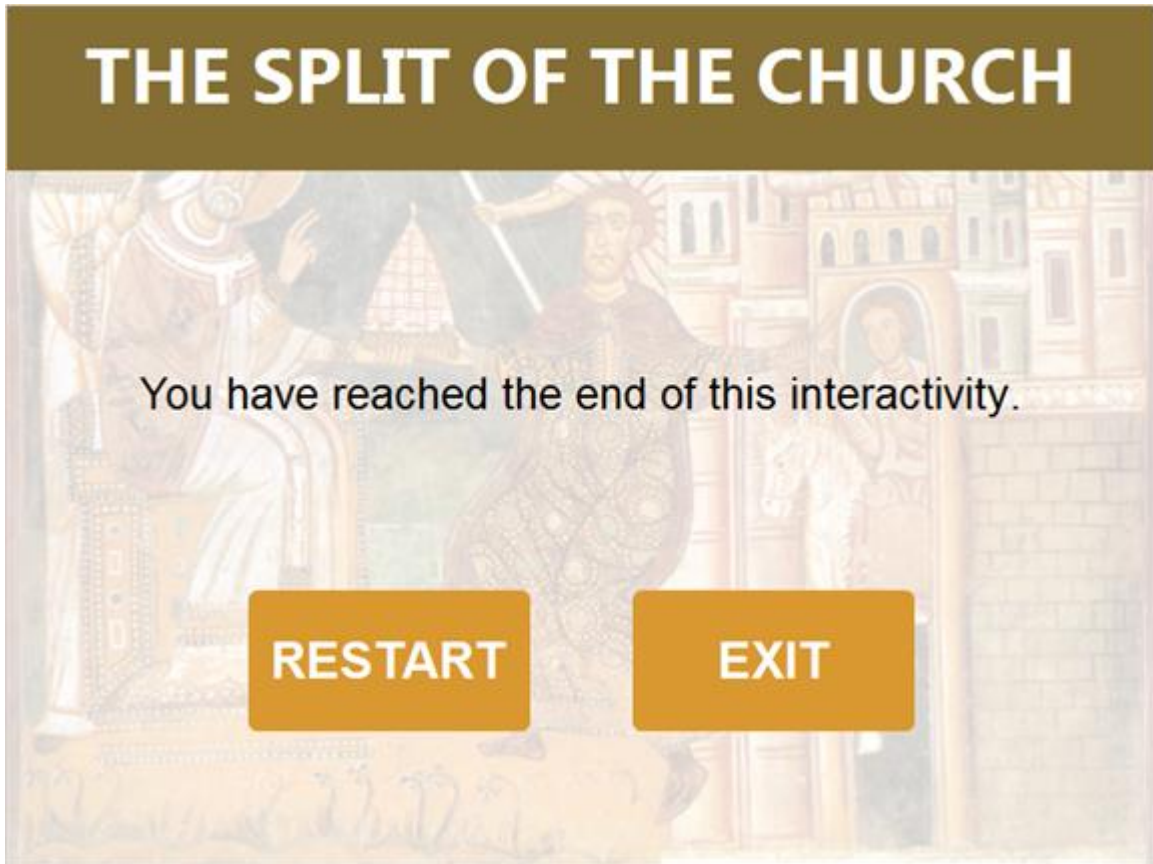 THE SPLIT OF THE CHURCH
You have reached the end of this interactivity.
RESTART
EXIT